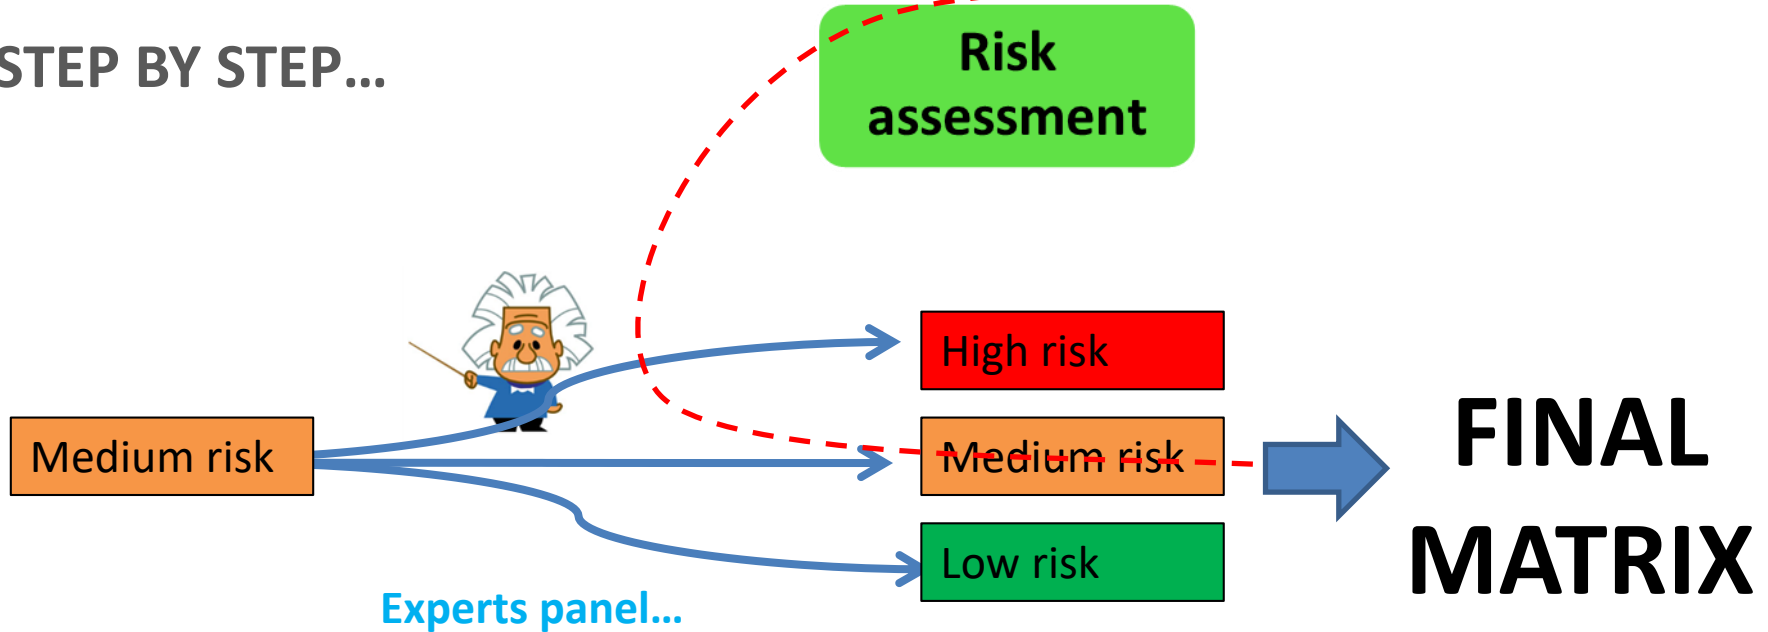 STEP BY STEP...
Risk
assessment
High risk
Medium risk
Medium risk
Low risk
Experts panel...
FINAL
MATRIX